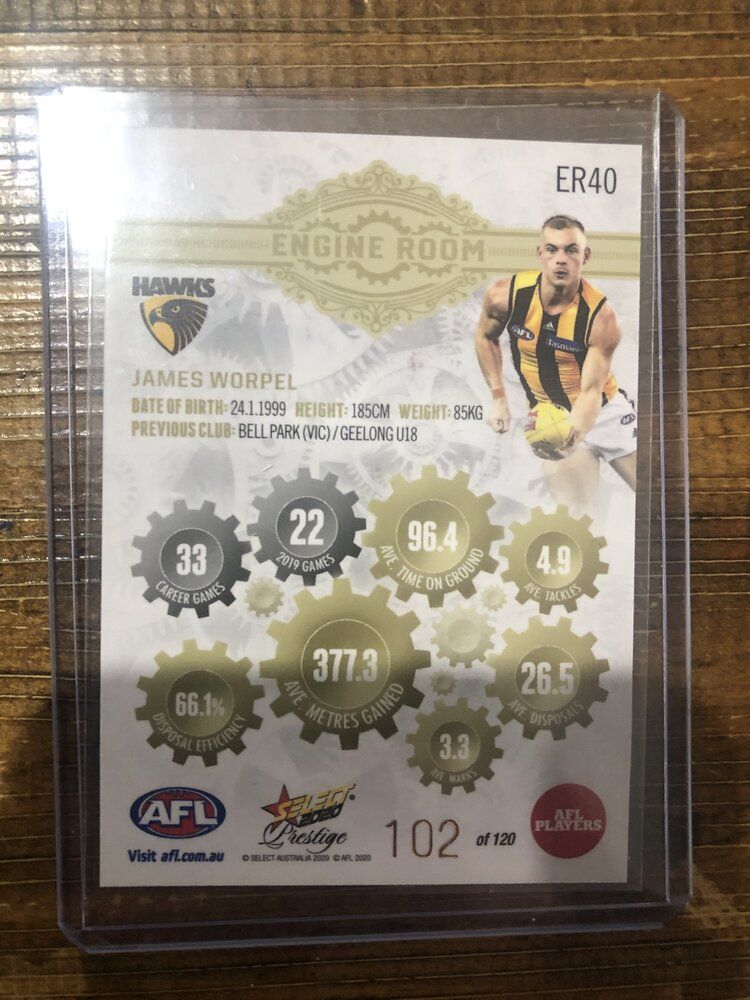 ER40
ENGINE ROOM
HAWKS
AFL
Tasmania
JAMES WORPEL
DATE OF BIRTH: 24.1.1999 HEIGHT: 185CM WEIGHT: 85KG
PREVIOUS CLUB: BELL PARK (VIC) / GEELONG U18
33
CAREER GAMES
22
2019 GAMES
96.4
AVE. TIME ON GROUND
4.9
AVE. TACKLES
66.1%
DISPOSAL EFFICIENCY
377.3
AVE. METRES GAINED
26.5
AVE. DISPOSALS
3.3
AVE. MARKS
AFL
Visit afl.com.au
SELECT
2020
Prestige
© SELECT AUSTRALIA 2020 © AFL 2020
102 of 120
AFL
PLAYERS